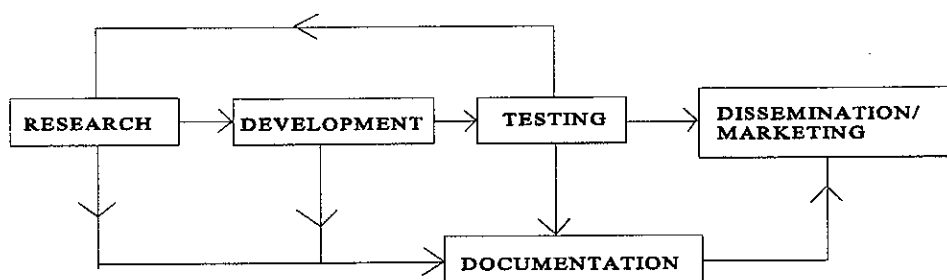 RESEARCH
DEVELOPMENT
TESTING
DISSEMINATION/
MARKETING
DOCUMENTATION